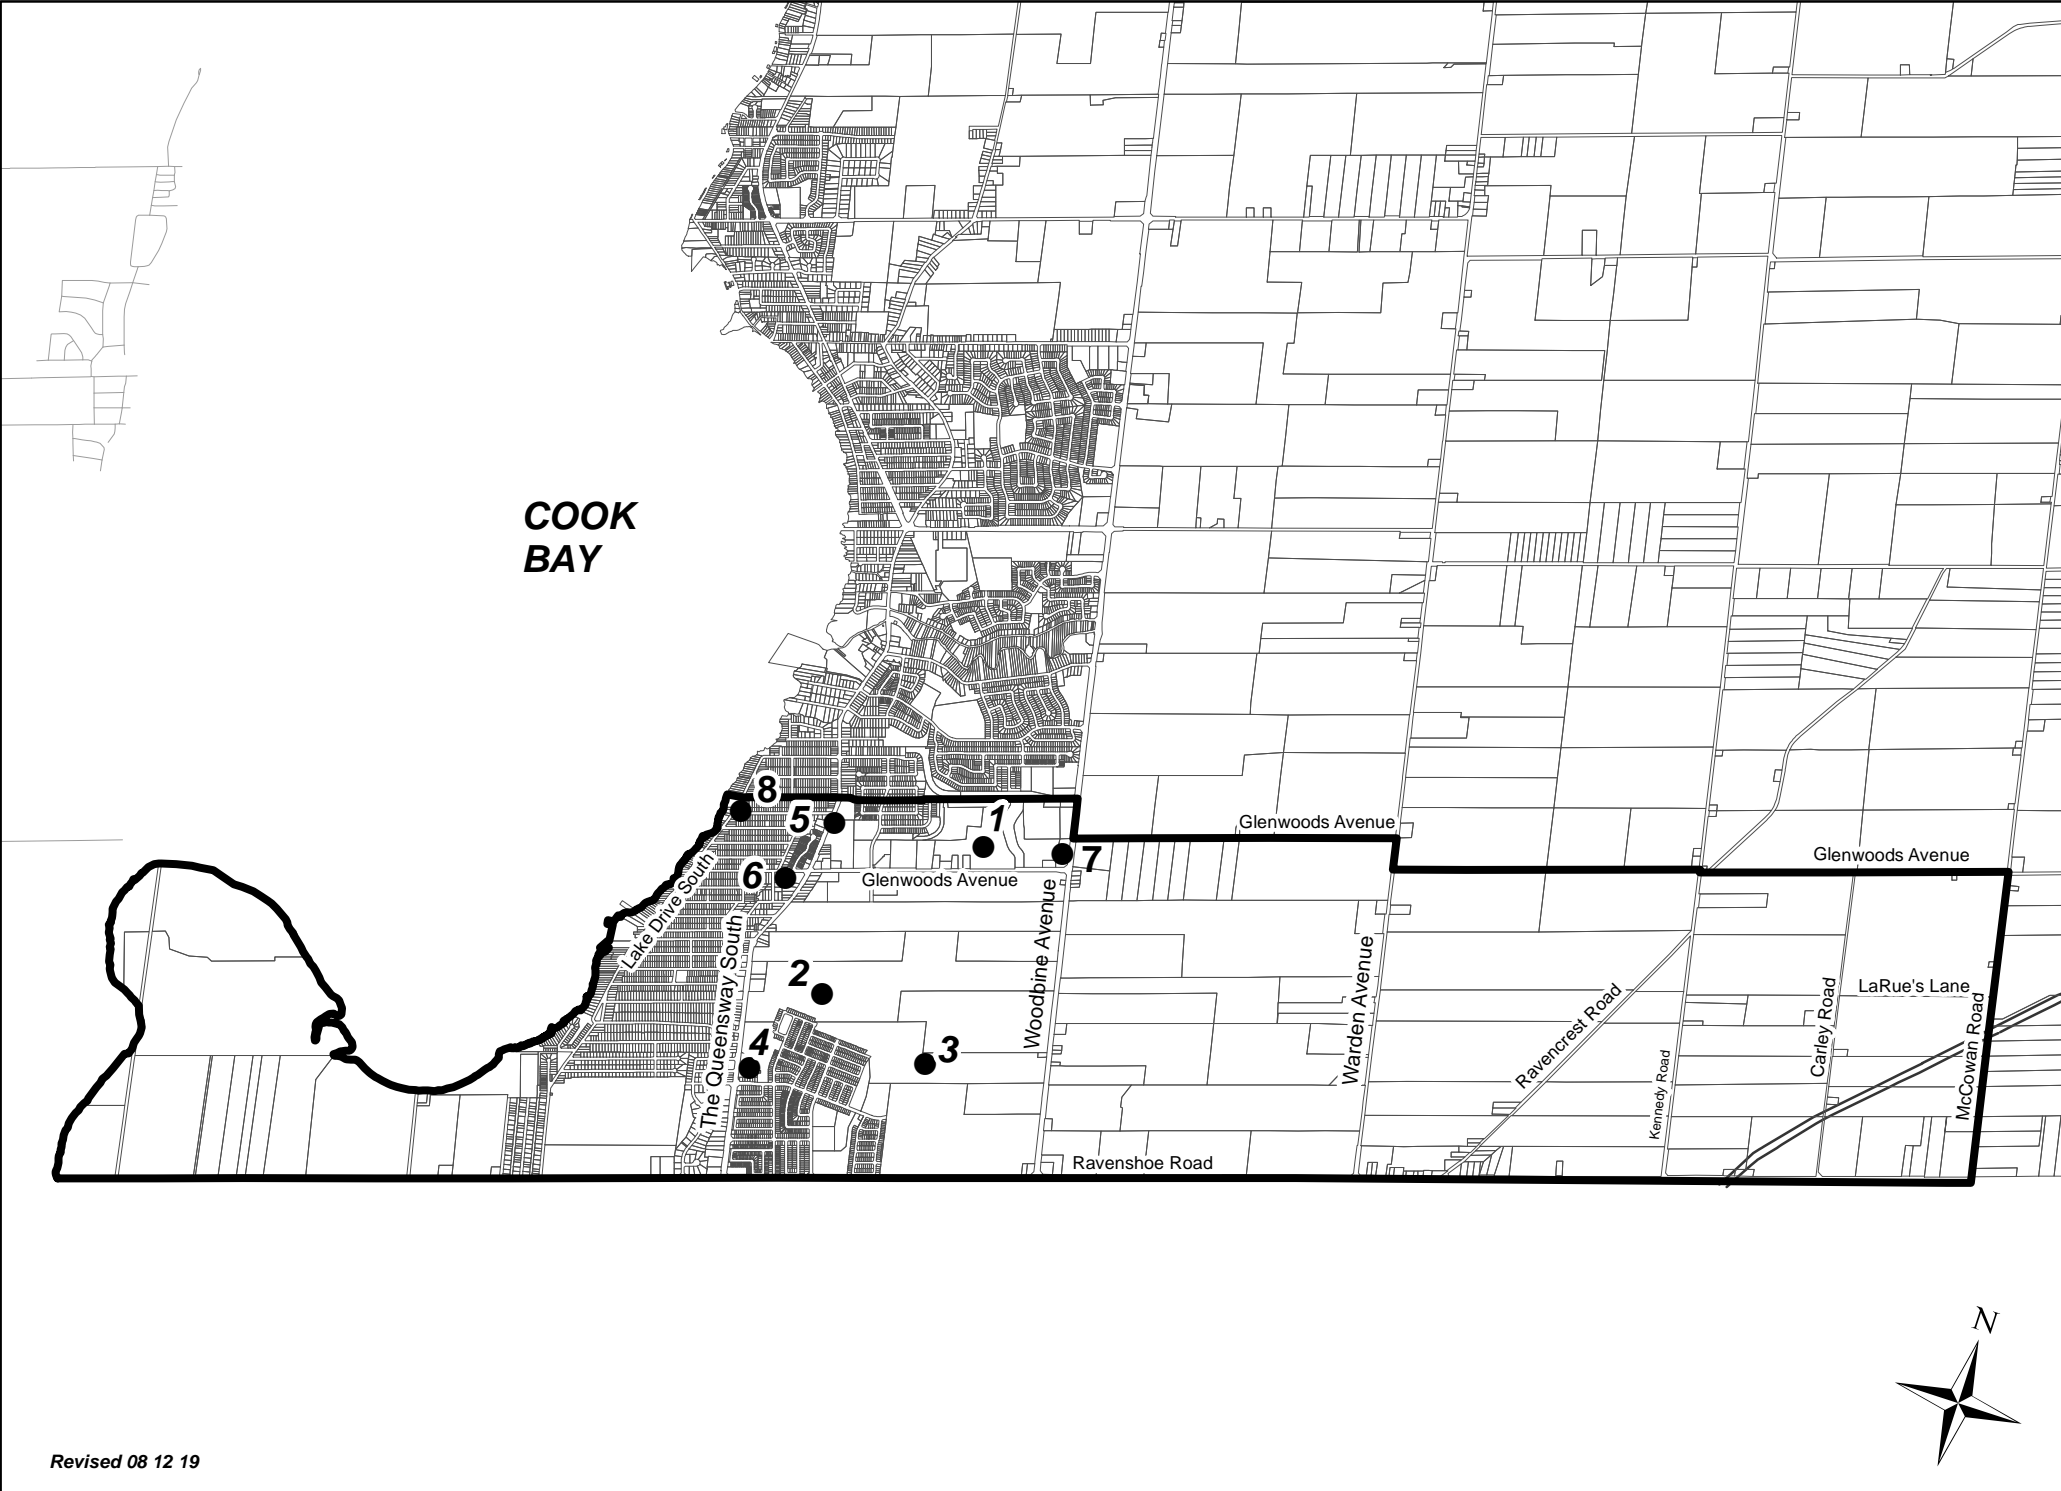 COOK
BAY
8
5
1
Glenwoods Avenue
7
Glenwoods Avenue
6
Glenwoods Avenue
Lake Drive South
The Queensway South
Woodbine Avenue
Warden Avenue
2
LaRue's Lane
Ravencrest Road
Carley Road
McCowan Road
4
3
Kennedy Road
Ravenshoe Road
N
Revised 08 12 19